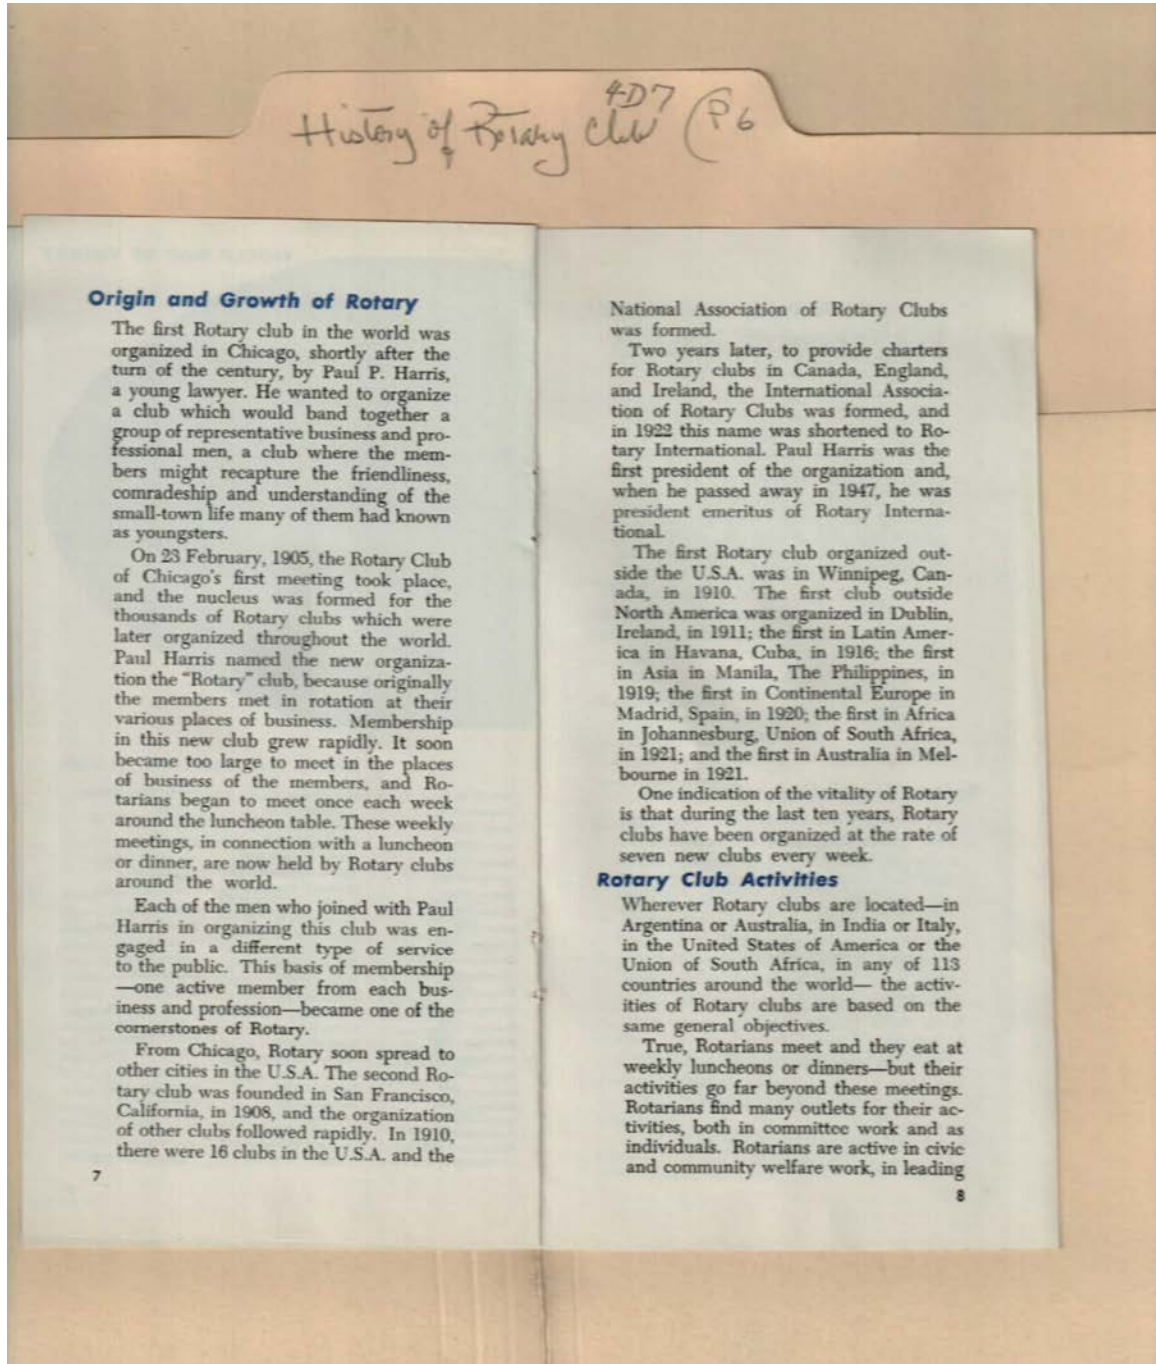 4-D7
History of Rotary Club (P6
Origin and Growth of Rotary
The first Rotary club in the world was
organized in Chicago, shortly after the
turn of the century, by Paul P. Harris,
a young lawyer. He wanted to organize
a club which would band together a
group of representative business and pro-
fessional men, a club where the mem-
bers might recapture the friendliness,
comradeship and understanding of the
small-town life many of them had known
as youngsters.
On 23 February, 1905, the Rotary Club
of Chicago's first meeting took place,
and the nucleus was formed for the
thousands of Rotary clubs which were
later organized throughout the world.
Paul Harris named the new organiza-
tion the "Rotary" club, because originally
the members met in rotation at their
various places of business. Membership
in this new club grew rapidly. It soon
became too large to meet in the places
of business of the members, and Ro-
tarians began to meet once each week
around the luncheon table. These weekly
meetings, in connection with a luncheon
or dinner, are now held by Rotary clubs
around the world.
Each of the men who joined with Paul
Harris in organizing this club was en-
gaged in a different type of service
to the public. This basis of membership
—one active member from each bus-
iness and profession—became one of the
cornerstones of Rotary.
From Chicago, Rotary soon spread to
other cities in the U.S.A. The second Ro-
tary club was founded in San Francisco,
California, in 1908, and the organization
of other clubs followed rapidly. In 1910,
there were 16 clubs in the U.S.A. and the
7
National Association of Rotary Clubs
was formed.
Two years later, to provide charters
for Rotary clubs in Canada, England,
and Ireland, the International Associa-
tion of Rotary Clubs was formed, and
in 1922 this name was shortened to Ro-
tary International. Paul Harris was the
first president of the organization and,
when he passed away in 1947, he was
president emeritus of Rotary Interna-
tional.
The first Rotary club organized out-
side the U.S.A. was in Winnipeg, Can-
ada, in 1910. The first club outside
North America was organized in Dublin,
Ireland, in 1911; the first in Latin Amer-
ica in Havana, Cuba, in 1916; the first
in Asia in Manila, The Philippines, in
1919; the first in Continental Europe in
Madrid, Spain, in 1920; the first in Africa
in Johannesburg, Union of South Africa,
in 1921; and the first in Australia in Mel-
bourne in 1921.
One indication of the vitality of Rotary
is that during the last ten years, Rotary
clubs have been organized at the rate of
seven new clubs every week.
Rotary Club Activities
Wherever Rotary clubs are located—in
Argentina or Australia, in India or Italy,
in the United States of America or the
Union of South Africa, in any of 113
countries around the world— the activ-
ities of Rotary clubs are based on the
same general objectives.
True, Rotarians meet and they eat at
weekly luncheons or dinners—but their
activities go far beyond these meetings.
Rotarians find many outlets for their ac-
tivities, both in committee work and as
individuals. Rotarians are active in civic
and community welfare work, in leading
8